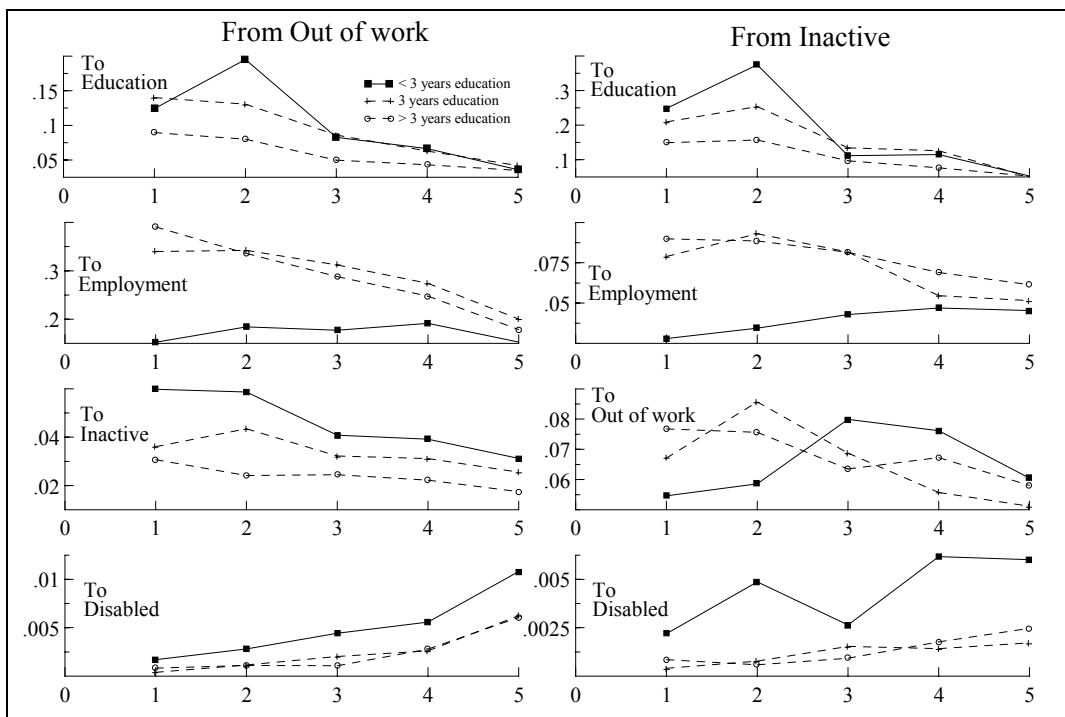 From Out of work
To
Education
.15
.1
.05
< 3 years education
3 years education
> 3 years education
0 1 2 3 4 5
To
Employment
.3
.2
0 1 2 3 4 5
To
Inactive
.04
.02
0 1 2 3 4 5
To
Disabled
.01
.005
0 1 2 3 4 5
From Inactive
To
Education
.3
.2
.1
0 1 2 3 4 5
To
Employment
.075
.05
0 1 2 3 4 5
To
Out of work
.08
.07
.06
0 1 2 3 4 5
To
Disabled
.005
.0025
0 1 2 3 4 5